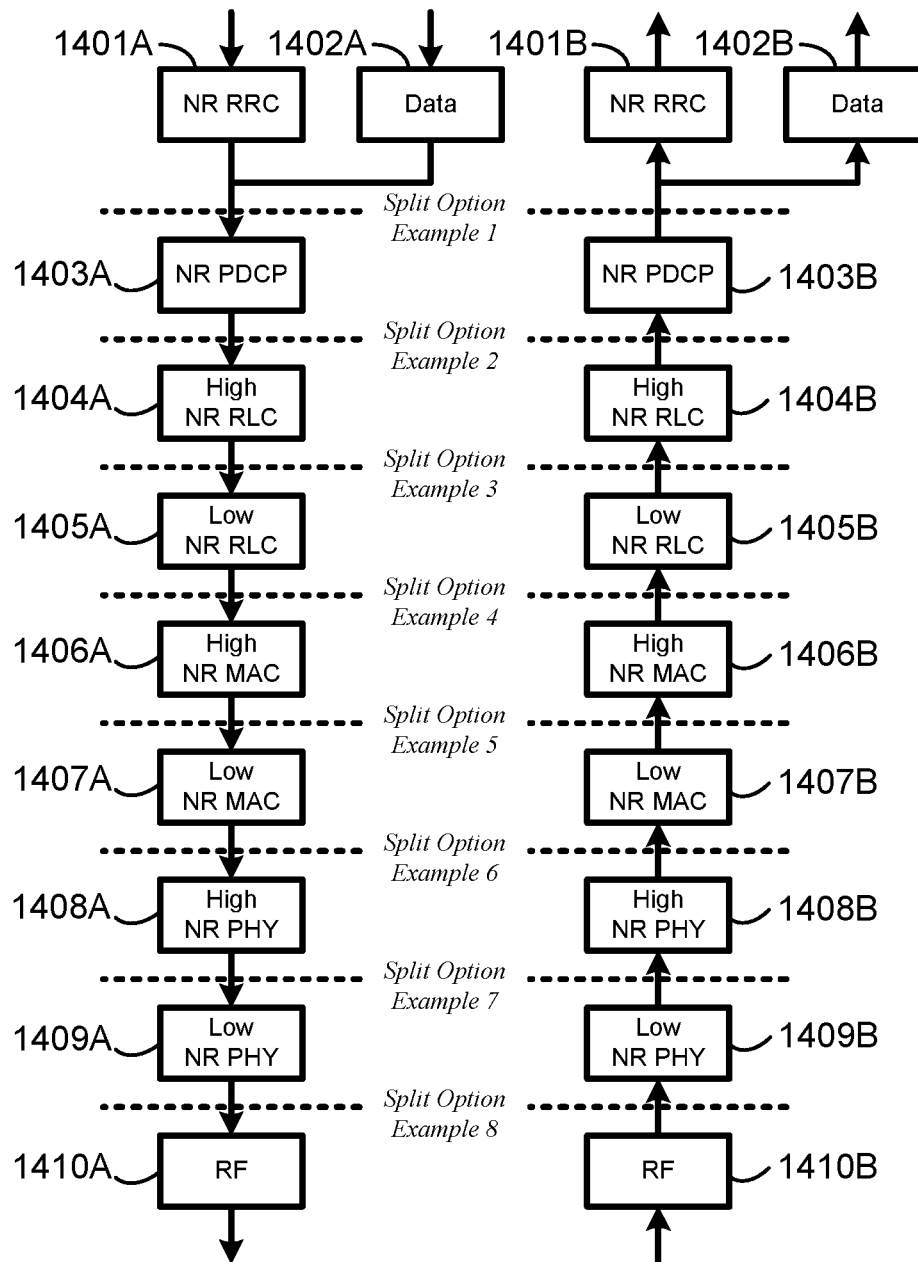 1401A 1402A 1401B 1402B
NR RRC Data NR RRC Data
Split Option
Example 1
1403A NR PDCP NR PDCP 1403B
Split Option
Example 2
1404A High
NR RLC High
NR RLC 1404B
Split Option
Example 3
1405A Low
NR RLC Low
NR RLC 1405B
Split Option
Example 4
1406A High
NR MAC High
NR MAC 1406B
Split Option
Example 5
1407A Low
NR MAC Low
NR MAC 1407B
Split Option
Example 6
1408A High
NR PHY High
NR PHY 1408B
Split Option
Example 7
1409A Low
NR PHY Low
NR PHY 1409B
Split Option
Example 8
1410A RF RF 1410B